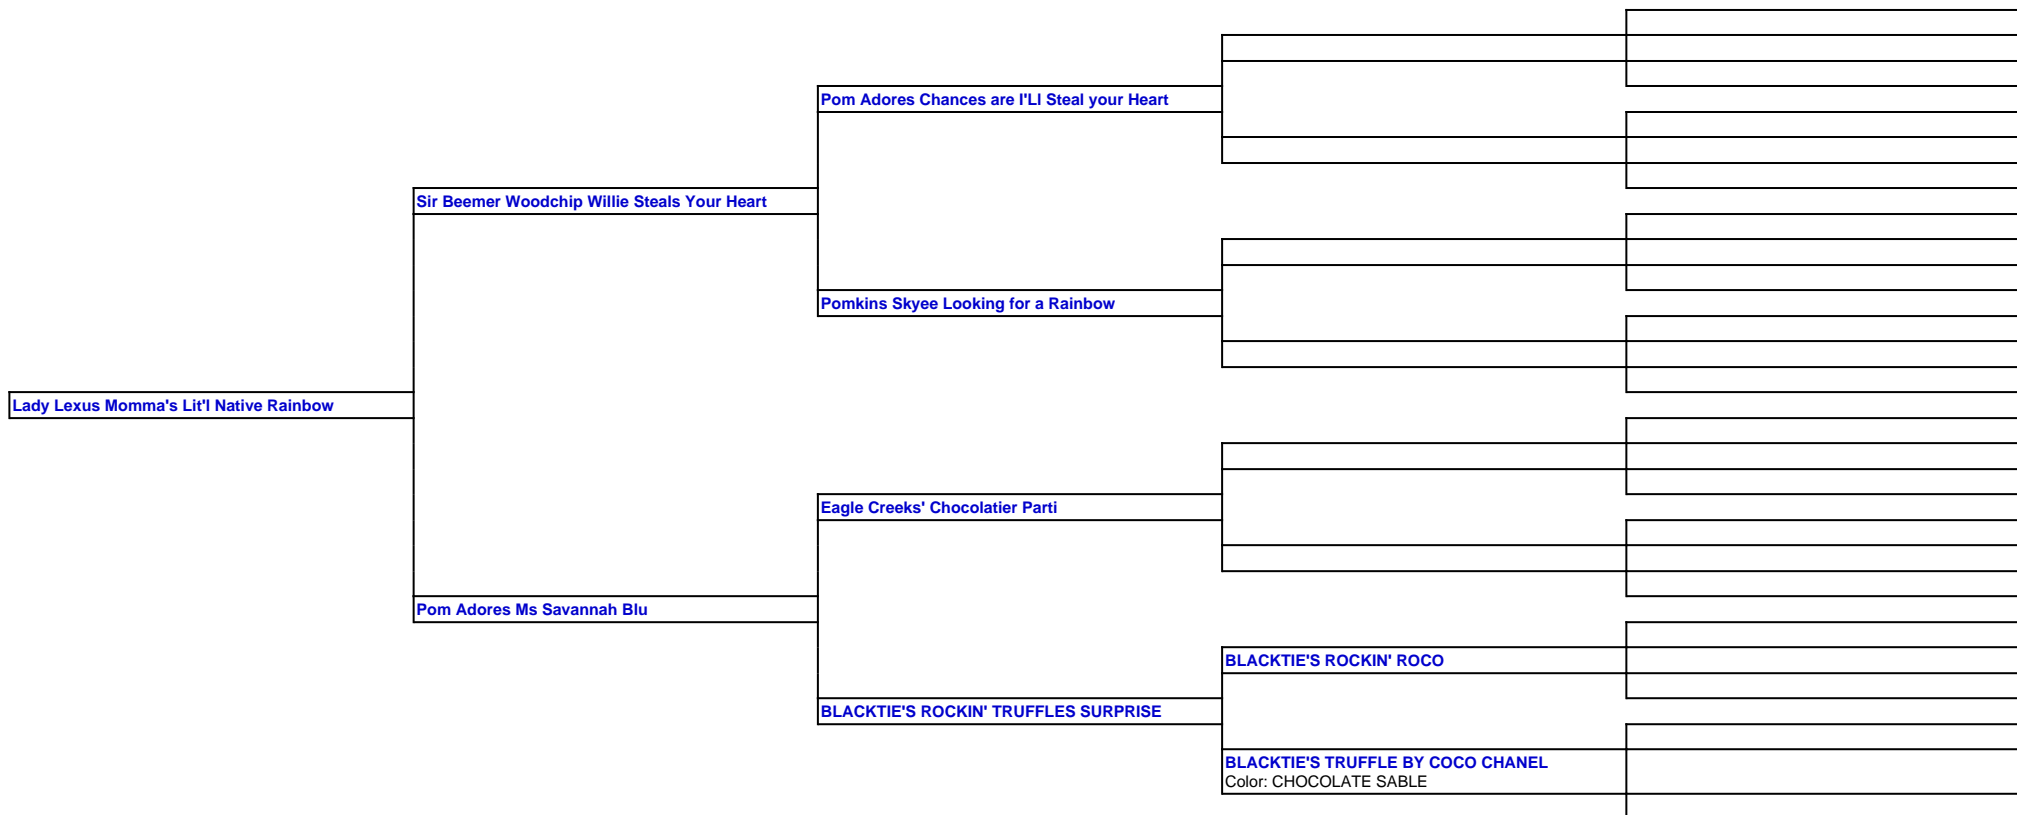 Pom Adores Chances are I'Ll Steal your Heart
Sir Beemer Woodchip Willie Steals Your Heart
Pomkins Skyee Looking for a Rainbow
Lady Lexus Momma's Lit'l Native Rainbow
Eagle Creeks' Chocolatier Parti
Pom Adores Ms Savannah Blu
BLACKTIE'S ROCKIN' ROCO
BLACKTIE'S ROCKIN' TRUFFLES SURPRISE
BLACKTIE'S TRUFFLE BY COCO CHANEL
Color: CHOCOLATE SABLE